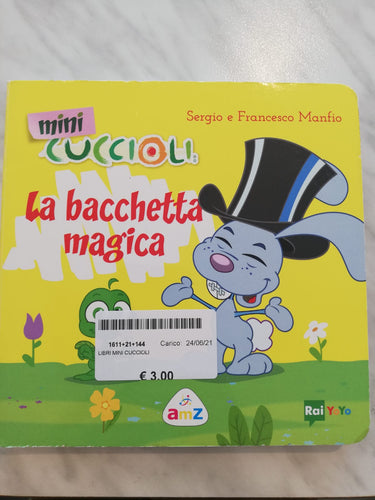 Sergio e Francesco Manfio
mini
CUCCIOLI
La bacchetta
magica
1611+21+144 Carico: 24/06/21
LIBRI MINI CUCCIOLI
€ 3,00
amz
Rai YoYo